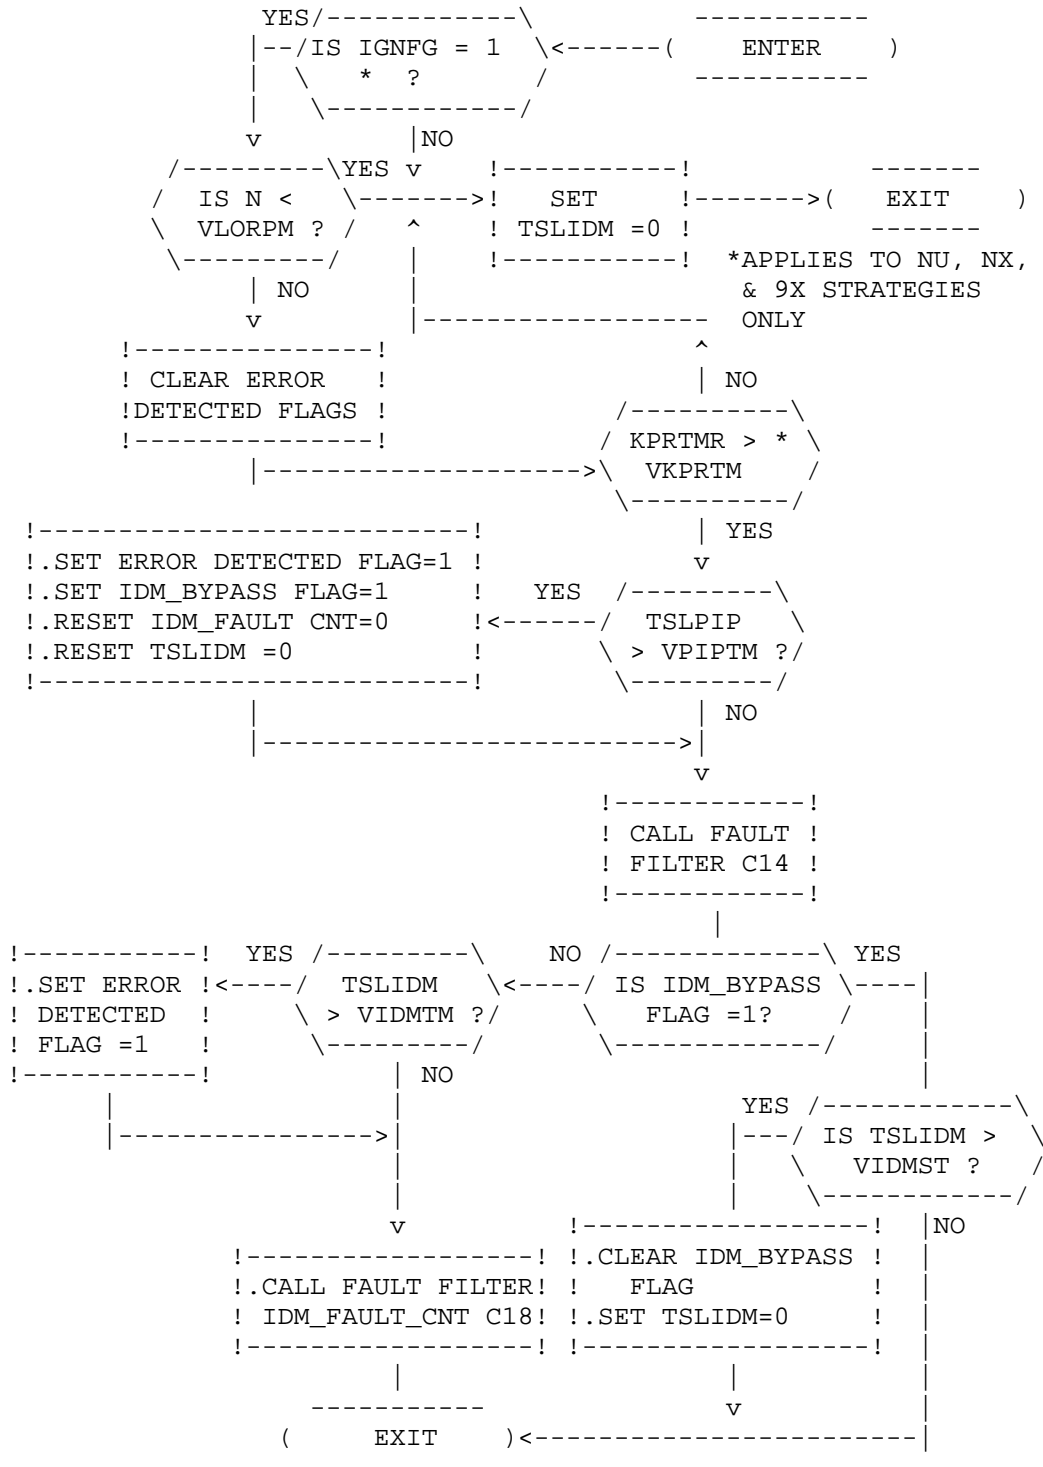 YES/------------\ -----------
|--/IS IGNFG = 1 \<------( ENTER )
| \ * ? / -----------
| \------------/
v |NO
/---------\YES v !-----------! -------
/ IS N < \------->! SET !------->( EXIT )
\ VLORPM ? / ^ ! TSLIDM =0 ! -------
\---------/ | !-----------! *APPLIES TO NU, NX,
| NO | & 9X STRATEGIES
v |------------------ ONLY
!---------------! ^
! CLEAR ERROR ! | NO
!DETECTED FLAGS ! /----------\
!---------------! / KPRTMR > * \
|-------------------->\ VKPRTM /
\----------/
!----------------------------! | YES
!.SET ERROR DETECTED FLAG=1 ! v
!.SET IDM_BYPASS FLAG=1 ! YES /---------\
!.RESET IDM_FAULT CNT=0 !<------/ TSLPIP \
!.RESET TSLIDM =0 ! \ > VPIPTM ?/
!----------------------------! \---------/
| | NO
|--------------------------->|
v
!------------!
! CALL FAULT !
! FILTER C14 !
!------------!
|
!-----------! YES /---------\ NO /-------------\ YES
!.SET ERROR !<----/ TSLIDM \<----/ IS IDM_BYPASS \----|
! DETECTED ! \ > VIDMTM ?/ \ FLAG =1? / |
! FLAG =1 ! \---------/ \-------------/ |
!-----------! | NO |
| | YES /------------\
|---------------->| |---/ IS TSLIDM > \
| | \ VIDMST ? /
| | \------------/
v !------------------! |NO
!------------------! !.CLEAR IDM_BYPASS ! |
!.CALL FAULT FILTER! ! FLAG ! |
! IDM_FAULT_CNT C18! !.SET TSLIDM=0 ! |
!------------------! !------------------! |
| | |
----------- v |
( EXIT )<-------------------------|